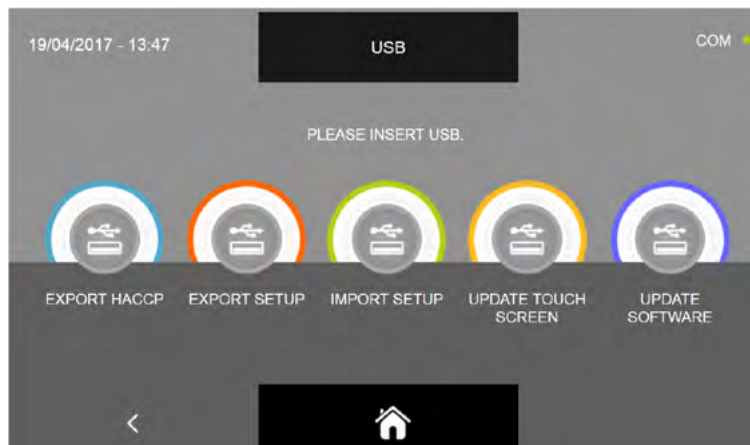 19/04/2017 - 13:47
USB
COM
PLEASE INSERT USB.
EXPORT HACCP
EXPORT SETUP
IMPORT SETUP
UPDATE TOUCH
SCREEN
UPDATE
SOFTWARE